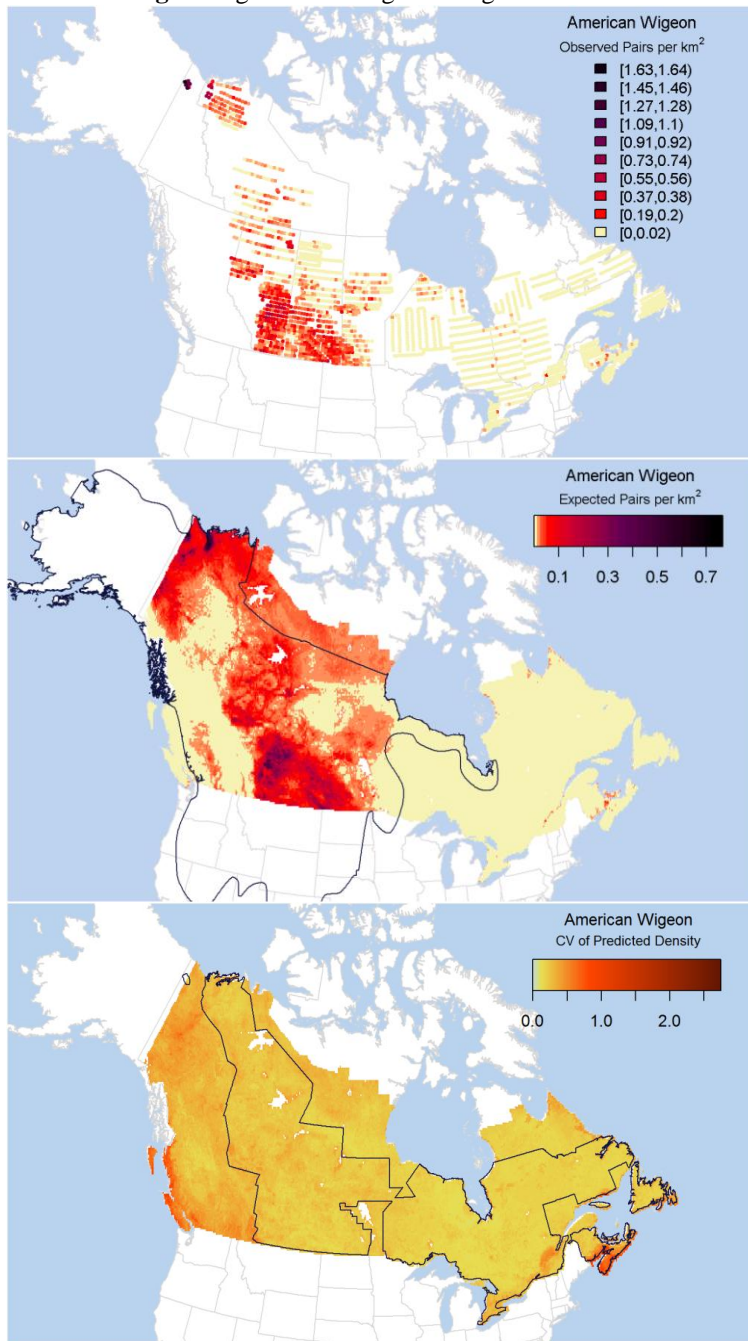 American Wigeon
Observed Pairs per km²
[1.63,1.64)
[1.45,1.46)
[1.27,1.28)
[1.09,1.1)
[0.91,0.92)
[0.73,0.74)
[0.55,0.56)
[0.37,0.38)
[0.19,0.2)
[0,0.02)
American Wigeon
Expected Pairs per km²
0.1 0.3 0.5 0.7
American Wigeon
CV of Predicted Density
0.0 1.0 2.0